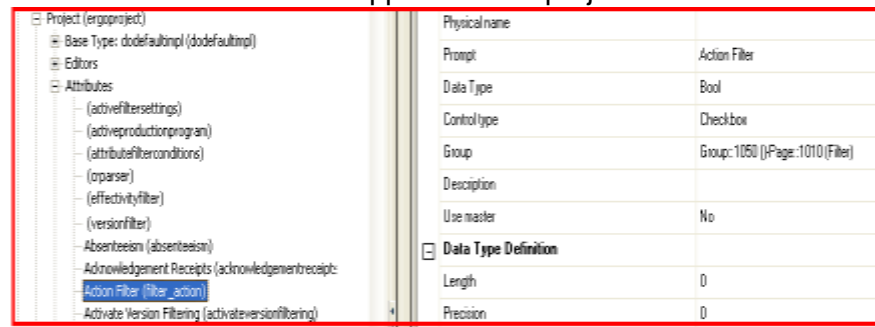 Project (ergoproject)
Base Type: dodefaultimpl (dodefaultimpl)
Editors
Attributes
(activefiltersettings)
(activeproductionprogram)
(attributefilterconditions)
(crparser)
(effectivityfilter)
(versionfilter)
Absenteeism (absenteeism)
Acknowledgement Receipts (acknowledgementreceipts
Action Filter (filter_action)
Activate Version Filtering (activateversionfiltering)
Physical name
Prompt Action Filter
Data Type Bool
Control type Checkbox
Group Group::1050 ()-Page::1010 (Filter)
Description
Use master No
Data Type Definition
Length 0
Precision 0